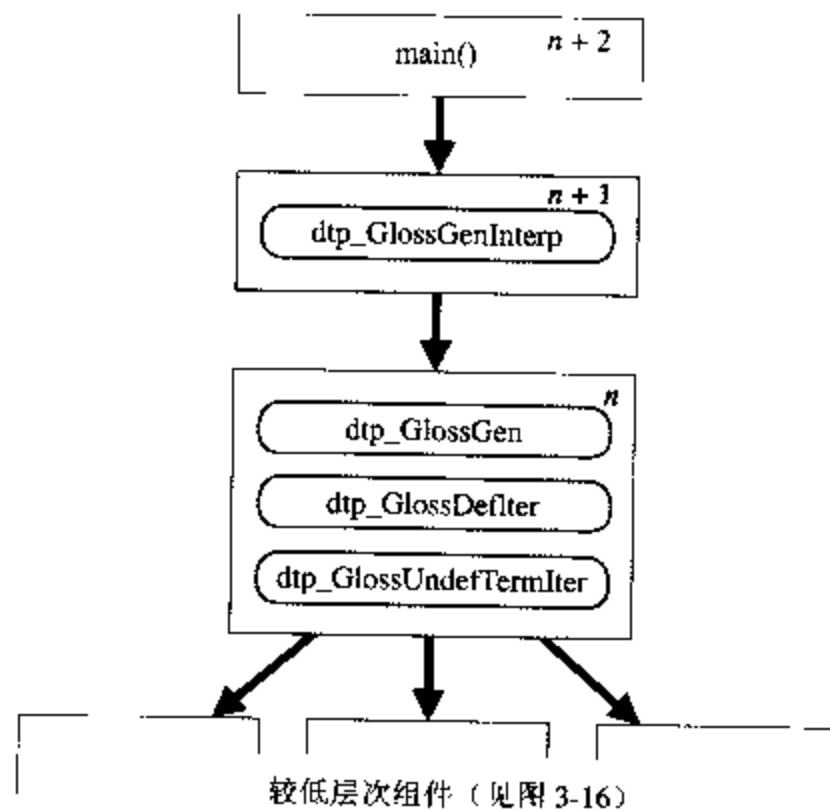 main() n + 2
n + 1
dtp_GlossGenInterp
n
dtp_GlossGen
dtp_GlossDefIter
dtp_GlossUndefTermIter
较低层次组件（见图 3-16）